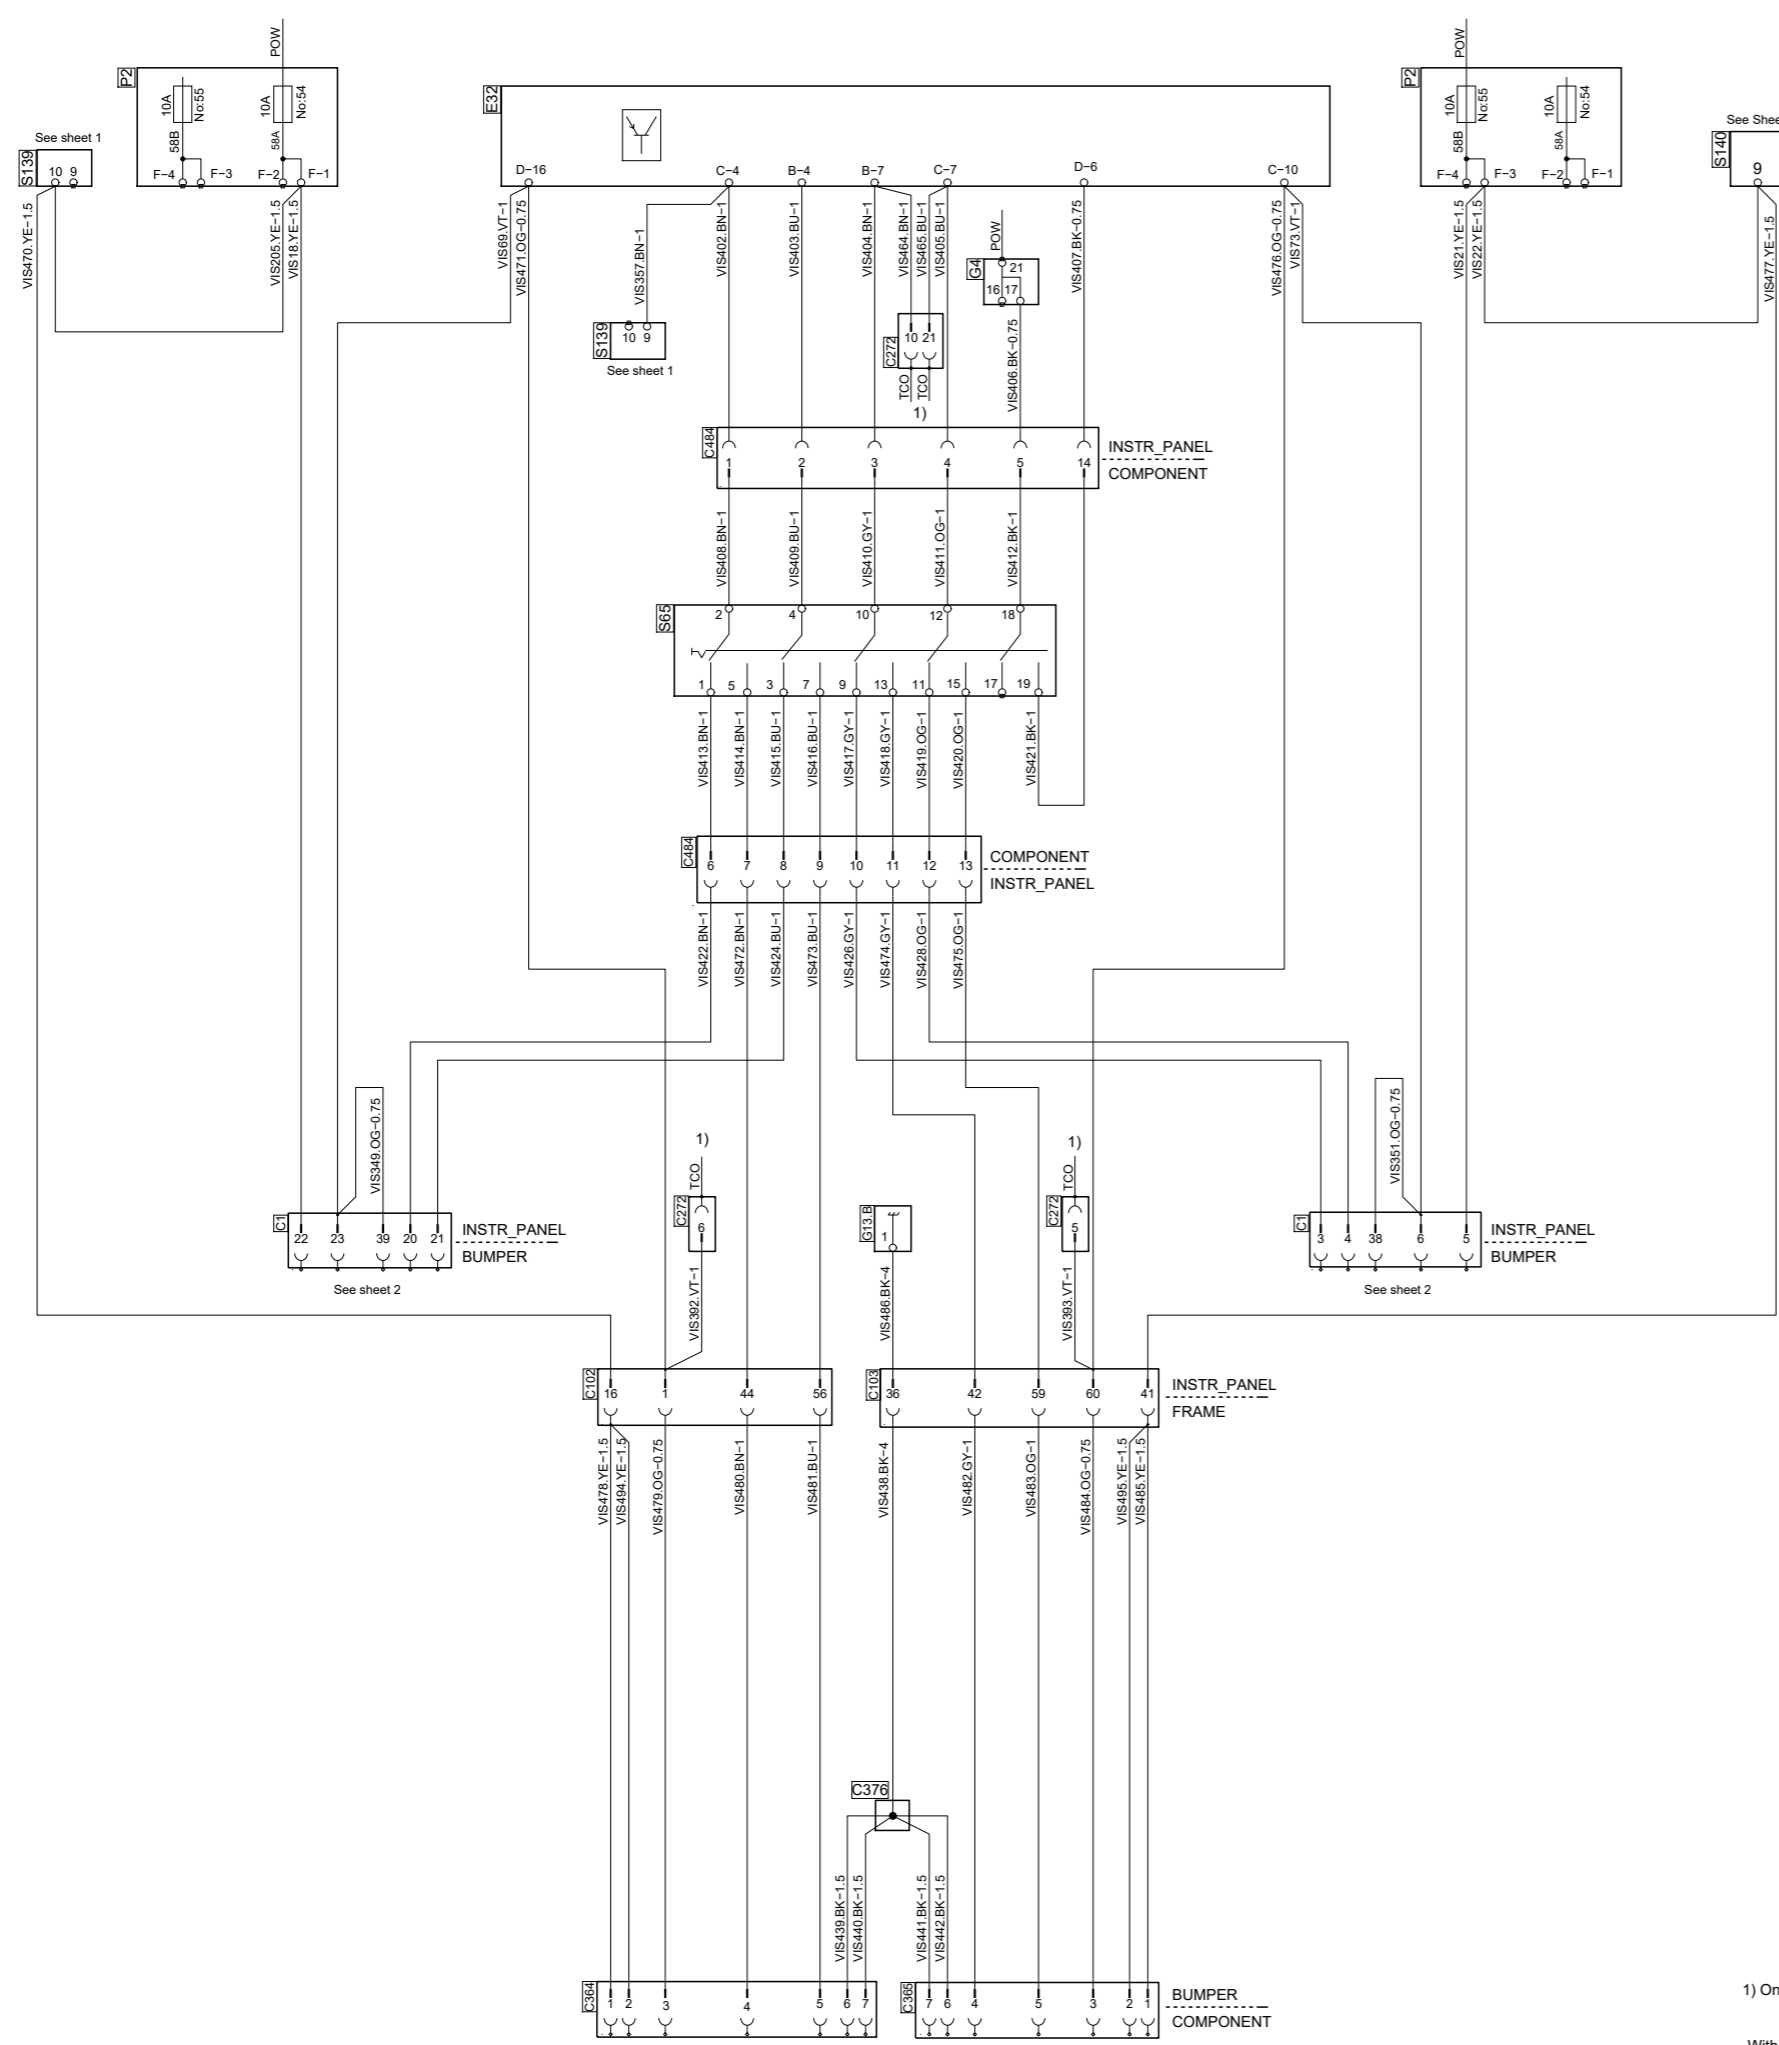 POW
POW
P2
10A
No:55
10A
No:54
58B
58A
F-4
F-3
F-2
F-1
E32
D-16
C-4
B-4
B-7
C-7
D-6
C-10
P2
10A
No:55
10A
No:54
58B
58A
F-4
F-3
F-2
F-1
See sheet 1
S139
10 9
See Shee
S140
9
VIS470.YE-1.5
VIS205.YE-1.5
VIS18.YE-1.5
VIS69.VT-1
VIS471.OG-0.75
VIS357.BN-1
VIS402.BN-1
VIS403.BU-1
VIS404.BN-1
VIS464.BN-1
VIS465.BU-1
VIS405.BU-1
POW
VIS407.BK-0.75
VIS476.OG-0.75
VIS73.VT-1
VIS21.YE-1.5
VIS22.YE-1.5
VIS477.YE-1.5
G4
21
16 17
S139
10 9
See sheet 1
C272
10 21
TCO
TCO
1)
VIS406.BK-0.75
C484
1
2
3
4
5
14
INSTR_PANEL
COMPONENT
VIS408.BN-1
VIS409.BU-1
VIS410.GY-1
VIS411.OG-1
VIS412.BK-1
S65
2
4
10
12
18
1
5
3
7
9
13
11
15
17
19
VIS413.BN-1
VIS414.BN-1
VIS415.BU-1
VIS416.BU-1
VIS417.GY-1
VIS418.GY-1
VIS419.OG-1
VIS420.OG-1
VIS421.BK-1
C484
6
7
8
9
10
11
12
13
COMPONENT
INSTR_PANEL
VIS422.BN-1
VIS472.BN-1
VIS424.BU-1
VIS473.BU-1
VIS426.GY-1
VIS474.GY-1
VIS428.OG-1
VIS475.OG-1
VIS349.OG-0.75
1)
TCO
1)
TCO
VIS351.OG-0.75
C1
22
23
39
20
21
INSTR_PANEL
BUMPER
See sheet 2
C272
6
G13.B
1
C272
5
C1
3
4
38
6
5
INSTR_PANEL
BUMPER
See sheet 2
VIS392.VT-1
VIS486.BK-4
VIS393.VT-1
C102
16
1
44
56
C103
36
42
59
60
41
INSTR_PANEL
FRAME
VIS478.YE-1.5
VIS494.YE-1.5
VIS479.OG-0.75
VIS480.BN-1
VIS481.BU-1
VIS438.BK-4
VIS482.GY-1
VIS483.OG-1
VIS484.OG-0.75
VIS495.YE-1.5
VIS485.YE-1.5
C376
VIS439.BK-1.5
VIS440.BK-1.5
VIS441.BK-1.5
VIS442.BK-1.5
C364
1
2
3
4
5
6
7
C365
7
6
4
5
3
2
1
BUMPER
COMPONENT
1) On